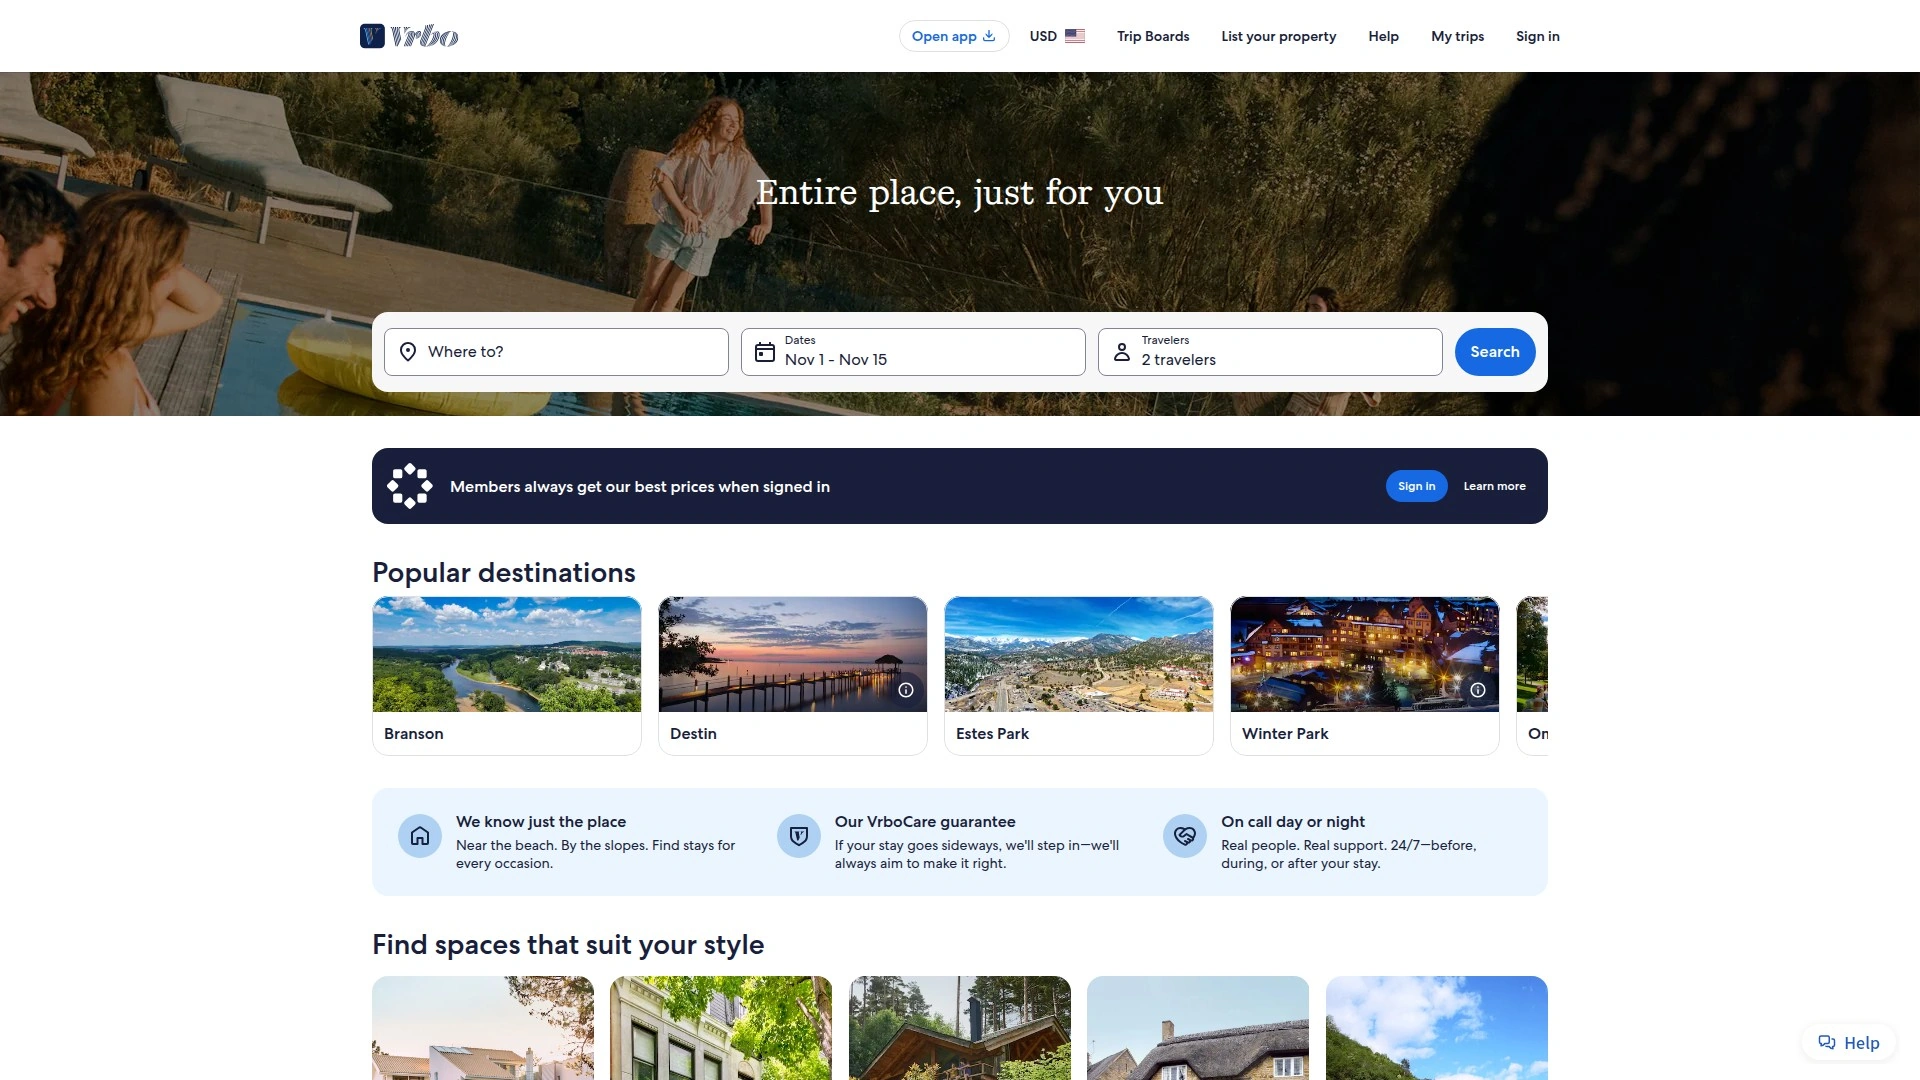 Vrbo
Open app
USD
Trip Boards
List your property
Help
My trips
Sign in
Entire place, just for you
Where to?
Dates
Nov 1 - Nov 15
Travelers
2 travelers
Search
Members always get our best prices when signed in
Sign in
Learn more
Popular destinations
Branson
Destin
Estes Park
Winter Park
On
We know just the place
Near the beach. By the slopes. Find stays for
every occasion.
Our VrboCare guarantee
If your stay goes sideways, we'll step in—we'll
always aim to make it right.
On call day or night
Real people. Real support. 24/7—before,
during, or after your stay.
Find spaces that suit your style
Help